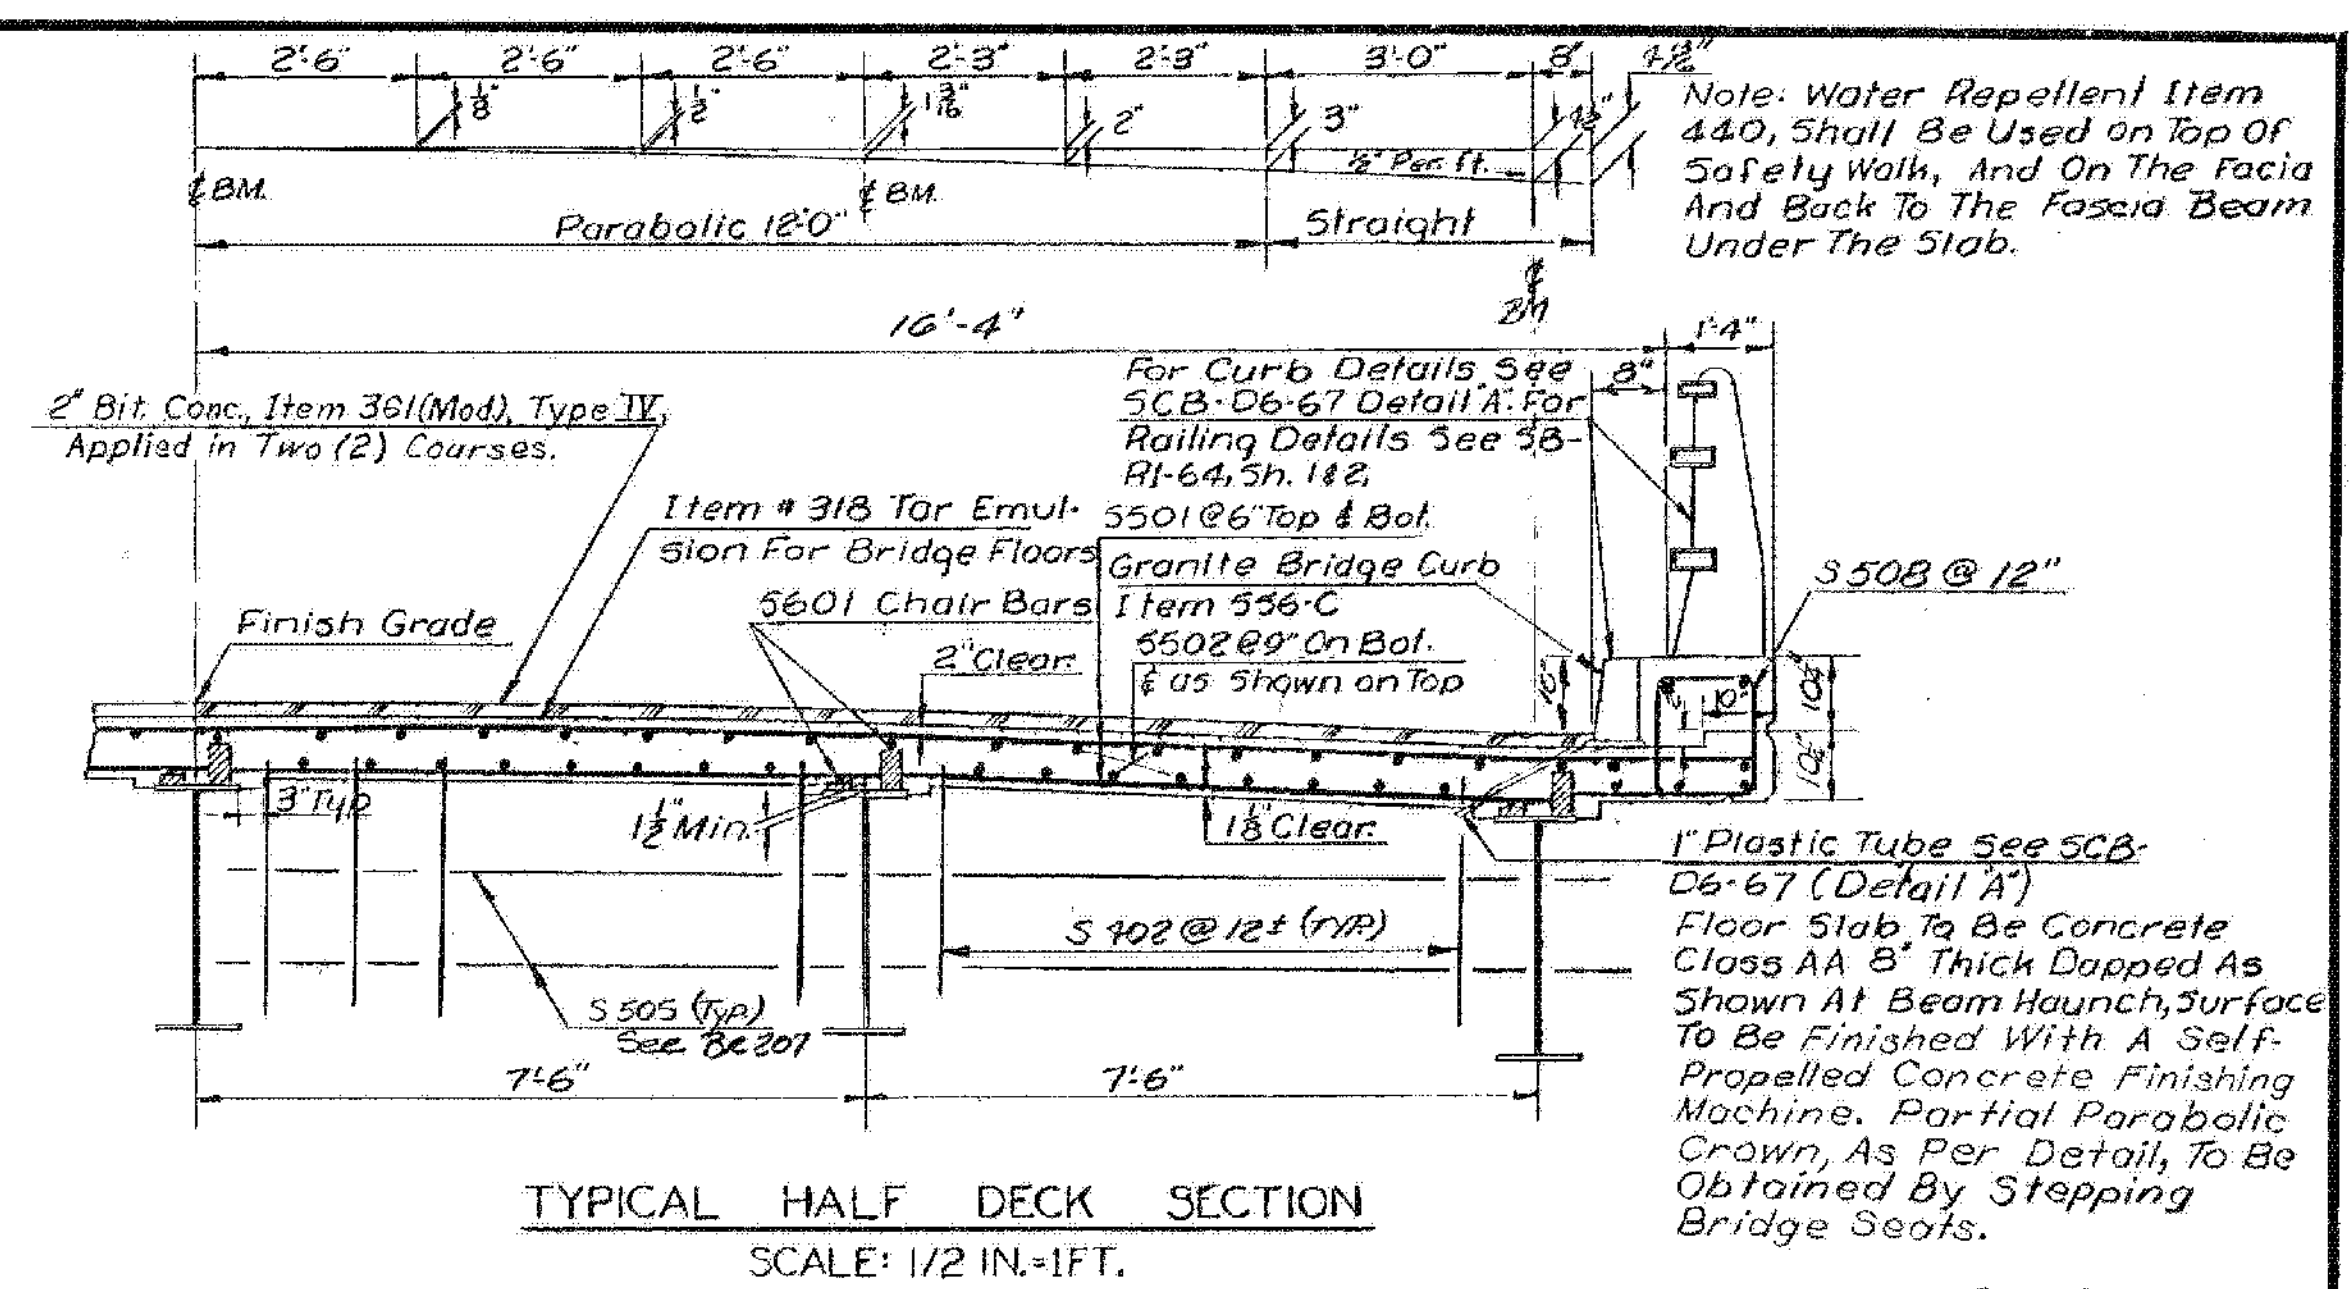 2'-6" 2'-6" 2'-6" 2'-3" 2'-3" 3'-0" 8" 4 1/2"
1/8" 1/2" 1 3/16" 2" 3" 4 1/2"
1/2" Per. ft.
℄ BM. ℄ BM.
Parabolic 12'-0" Straight
℄
BM
Note: Water Repellent Item
440, Shall Be Used on Top Of
Safety Walk, And On The Facia
And Back To The Fascia Beam
Under The Slab.
16'-4" 1'-4"
8"
2" Bit. Conc., Item 361(Mod), Type IV,
Applied in Two (2) Courses.
For Curb Details See
SCB-D6-67 Detail "A". For
Railing Details See SB-
R1-64, Sh. 1&2,
Item # 318 Tar Emul-
sion For Bridge Floors
S501@6" Top & Bot.
Granite Bridge Curb
Item 556-C
S601 Chair Bars
S508 @ 12"
Finish Grade
2" Clear.
S502@9" On Bot.
& as Shown on Top
10" 2" 10" 10 1/2"
10 1/2"
3" Typ
1 1/2" Min.
1 1/8" Clear.
1" Plastic Tube See SCB-
D6-67 (Detail "A")
S 402 @ 12± (TYP.)
S 505 (Typ.)
See Br 207
Floor Slab To Be Concrete
Class AA 8" Thick Dapped As
Shown At Beam Haunch, Surface
To Be Finished With A Self-
Propelled Concrete Finishing
Machine. Partial Parabolic
Crown, As Per Detail, To Be
Obtained By Stepping
Bridge Seats.
7'-6" 7'-6"
TYPICAL HALF DECK SECTION
SCALE: 1/2 IN.=1FT.